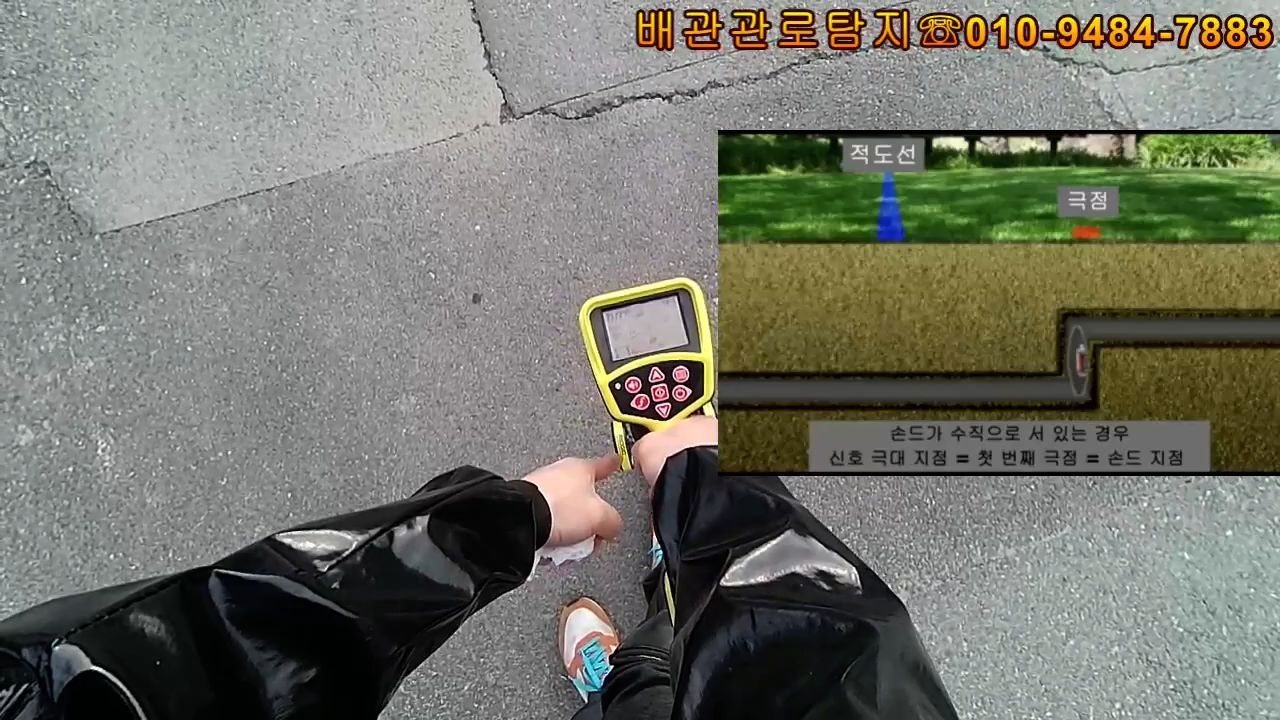 배관관로탐지☎010-9484-7883
적도선
극점
손드가 수직으로 서 있는 경우
신호 극대 지점 = 첫 번째 극점 = 손드 지점